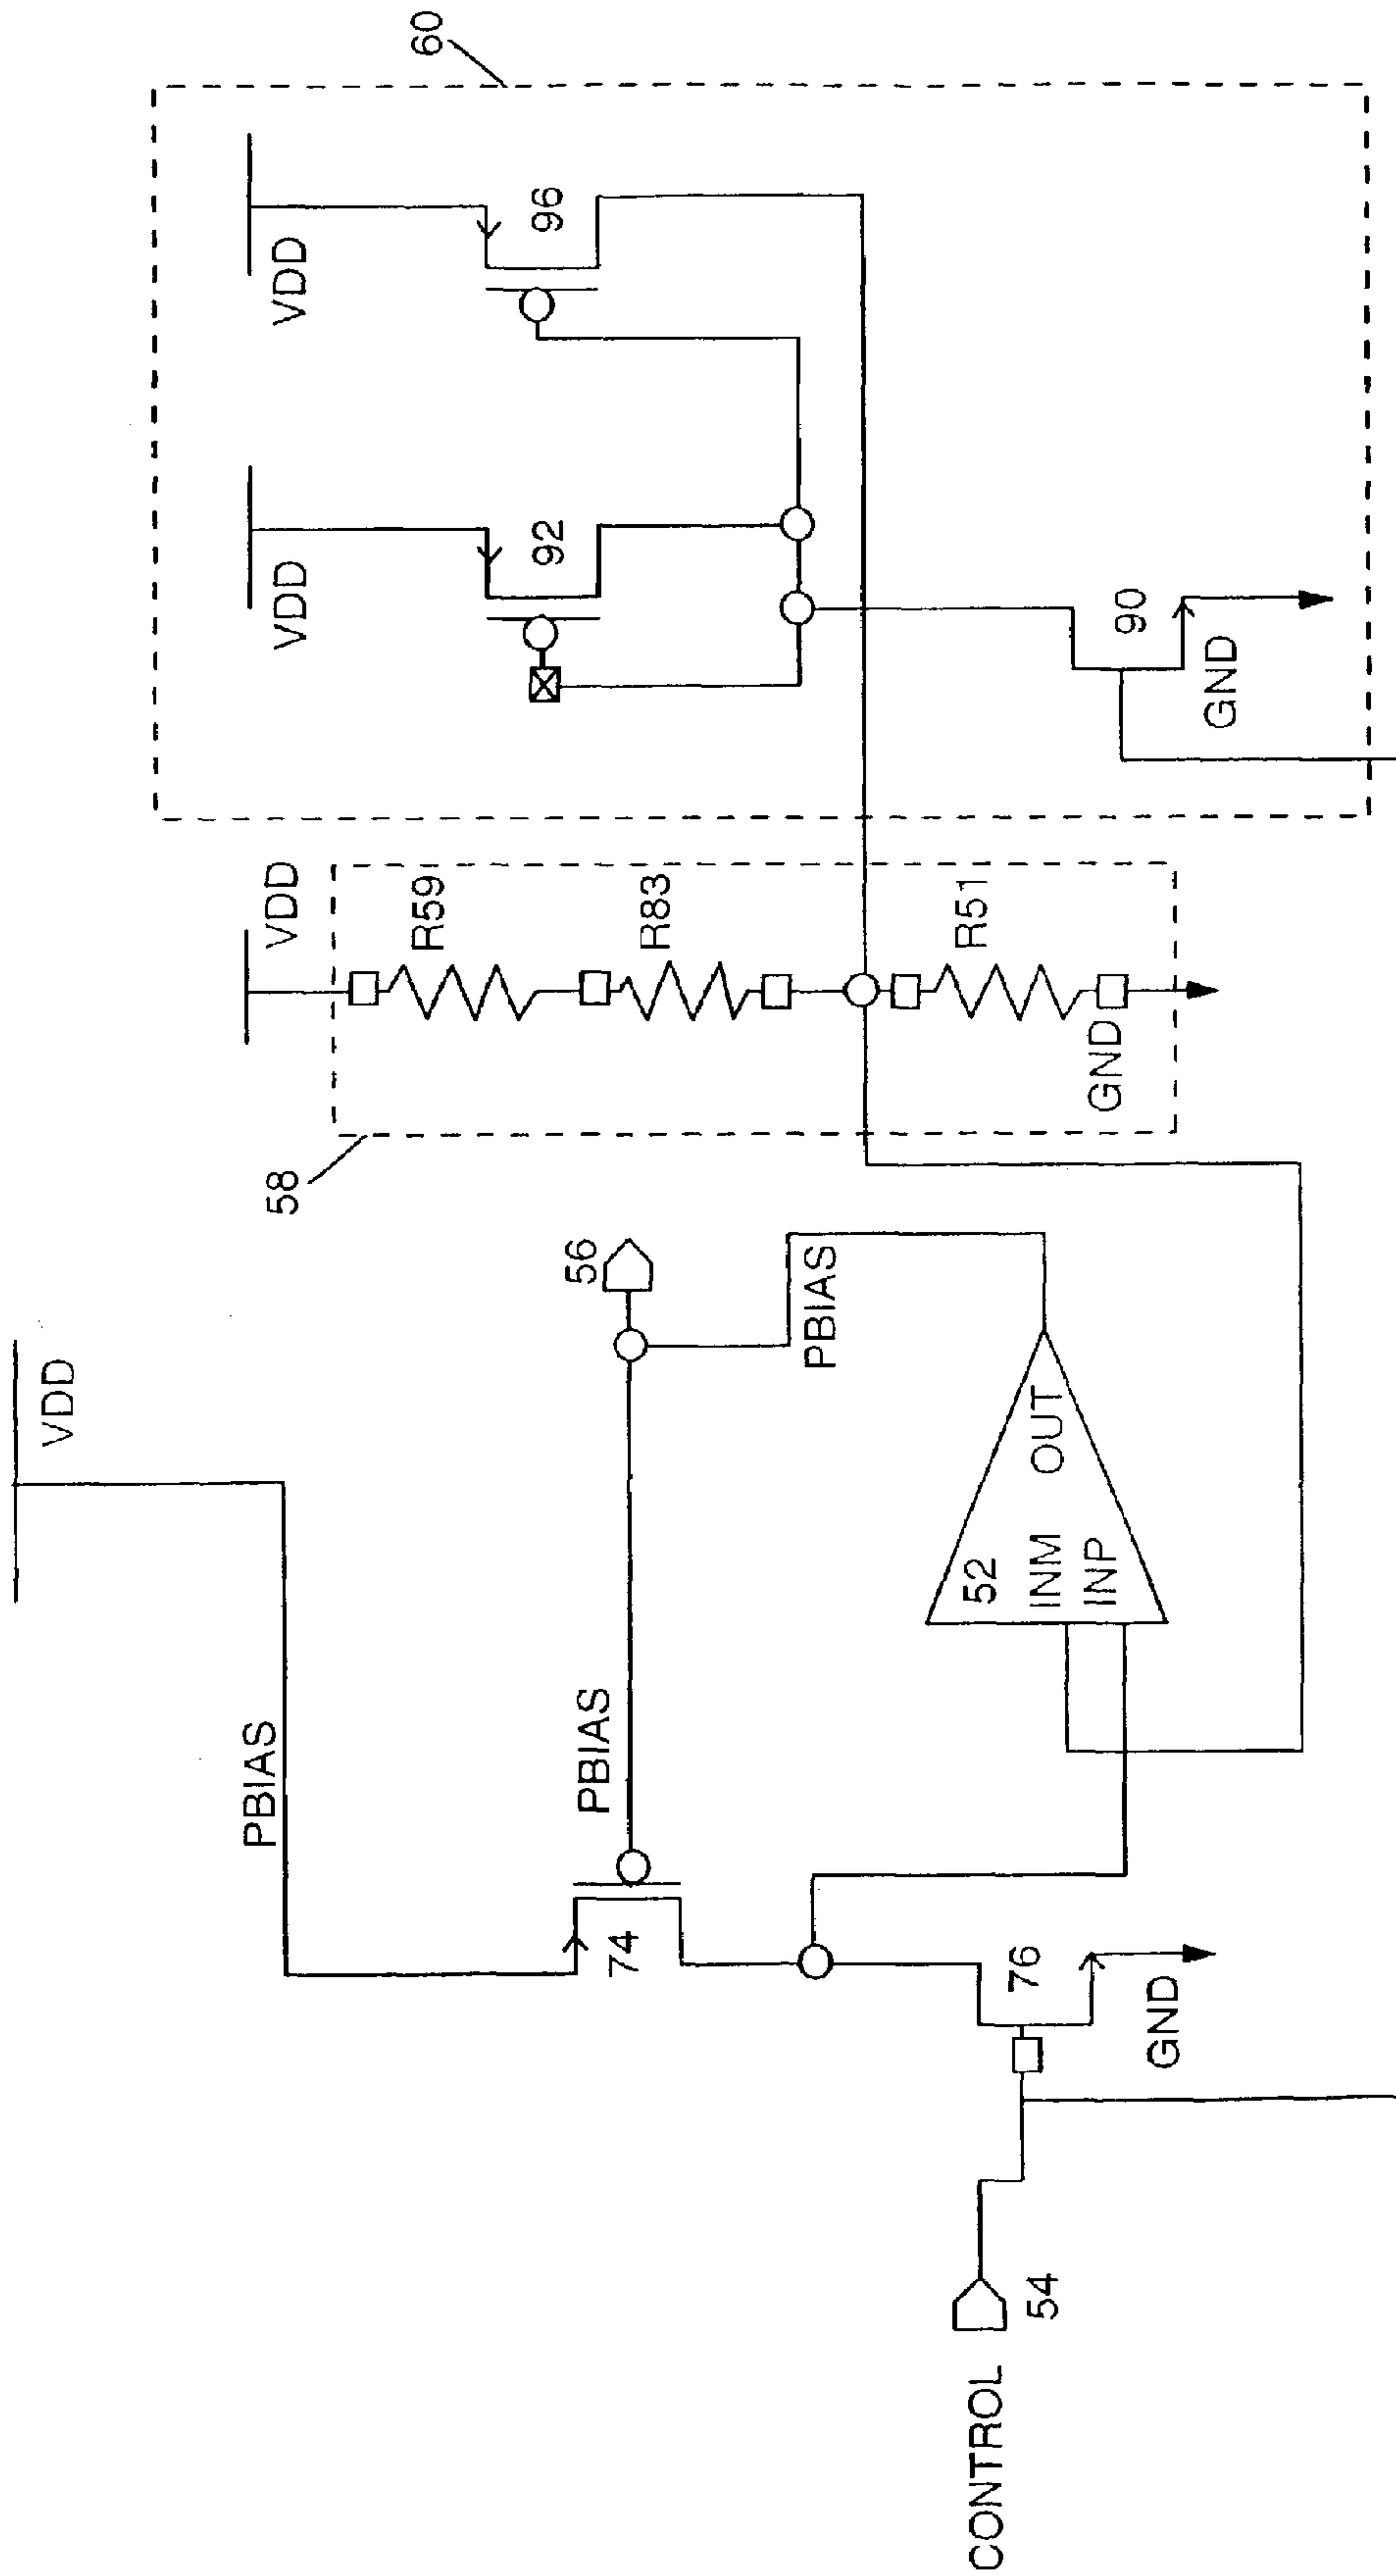 60
VDD
96
VDD
92
90
GND
VDD
R59
R83
R51
GND
58
VDD
56
PBIAS
PBIAS
PBIAS
52
INM
OUT
INP
74
76
GND
54
CONTROL